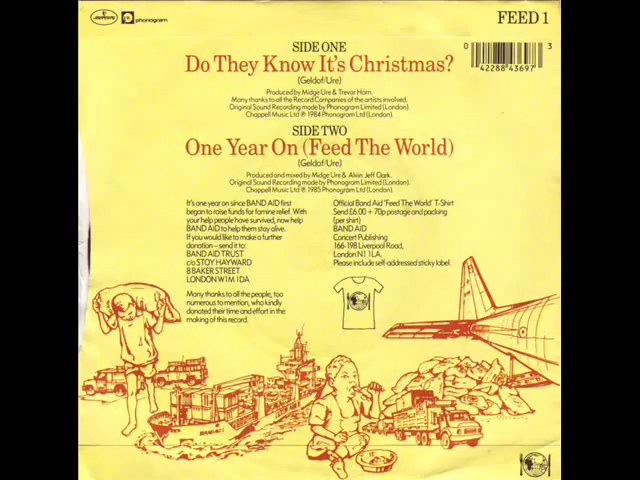 mercury phonogram FEED 1
SIDE ONE
Do They Know It's Christmas?
(Geldof/Ure)
Produced by Midge Ure & Trevor Horn.
Many thanks to all the Record Companies of the artists involved.
Original Sound Recording made by Phonogram Limited (London).
Chappell Music Ltd ℗ 1984 Phonogram Ltd (London).
0 42288 43697 3
SIDE TWO
One Year On (Feed The World)
(Geldof/Ure)
Produced and mixed by Midge Ure & Alvin Jeff Clark.
Original Sound Recording made by Phonogram Limited (London).
Chappell Music Ltd ℗ 1985 Phonogram Ltd (London).
It's one year on since BAND AID first
began to raise funds for famine relief. With
your help people have survived, now help
BAND AID to help them stay alive.
If you would like to make a further
donation – send it to:
BAND AID TRUST
c/o STOY HAYWARD
8 BAKER STREET
LONDON W1M 1DA
Many thanks to all the people, too
numerous to mention, who kindly
donated their time and effort in the
making of this record.
Official Band Aid 'Feed The World' T-Shirt
Send £6.00 + 70p postage and packing
(per shirt)
BAND AID
Concert Publishing
166-198 Liverpool Road,
London N1 1LA.
Please include self-addressed sticky label.
BAND AID 1